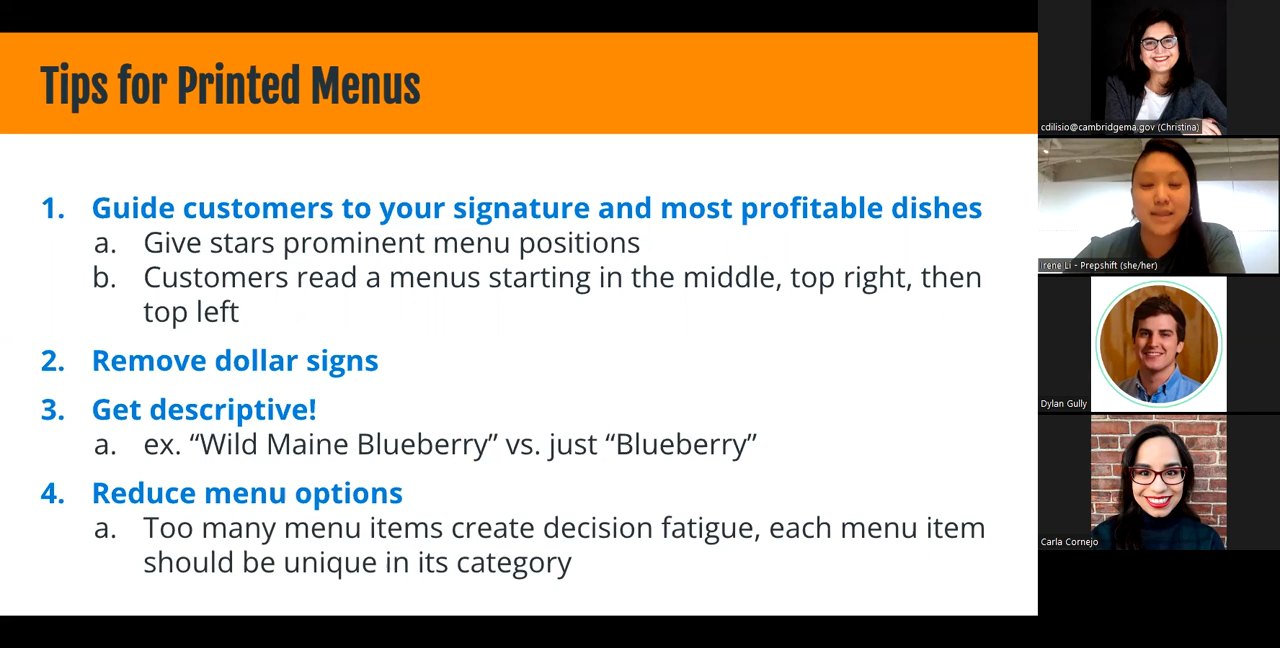 Tips for Printed Menus
1. Guide customers to your signature and most profitable dishes
a. Give stars prominent menu positions
b. Customers read a menus starting in the middle, top right, then
top left
2. Remove dollar signs
3. Get descriptive!
a. ex. “Wild Maine Blueberry” vs. just “Blueberry”
4. Reduce menu options
a. Too many menu items create decision fatigue, each menu item
should be unique in its category
cdilisio@cambridgema.gov (Christina)
Irene Li - Prepshift (she/her)
Dylan Gully
Carla Cornejo